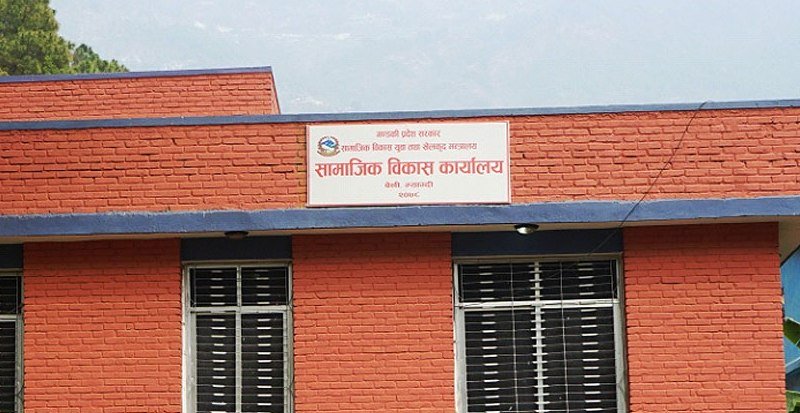 गण्डकी प्रदेश सरकार
सामाजिक विकास युवा तथा खेलकुद मन्त्रालय
सामाजिक विकास कार्यालय
बेनी, म्याग्दी
२०७८